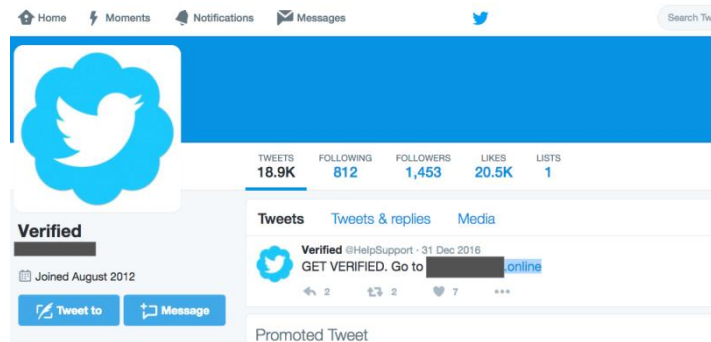 Home Moments Notifications Messages Search Tw
TWEETS FOLLOWING FOLLOWERS LIKES LISTS
18.9K 812 1,453 20.5K 1
Verified
Joined August 2012
Tweet to Message
Tweets Tweets & replies Media
Verified @HelpSupport · 31 Dec 2016
GET VERIFIED. Go to .online
2 2 7
Promoted Tweet